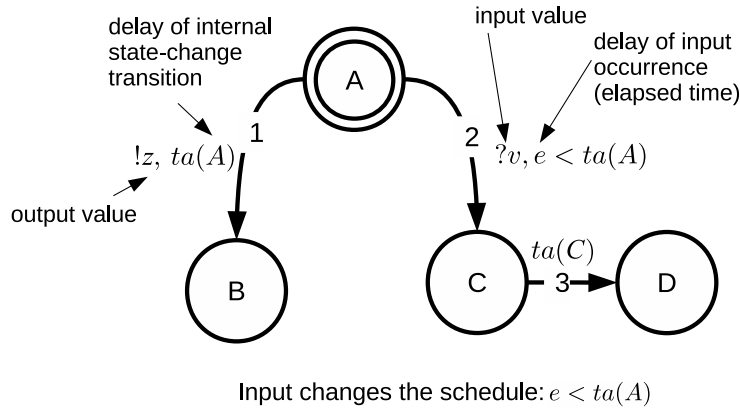 delay of internal
state-change
transition
input value
delay of input
occurrence
(elapsed time)
A
1
2
!z, ta(A)
?v, e < ta(A)
output value
B
C
ta(C)
3
D
Input changes the schedule: e < ta(A)